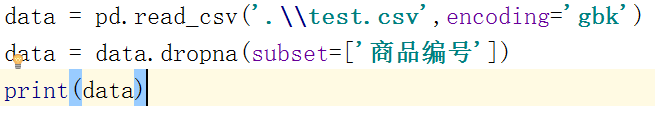 data = pd.read_csv('.\\test.csv',encoding='gbk')
data = data.dropna(subset=['商品编号'])
print(data)